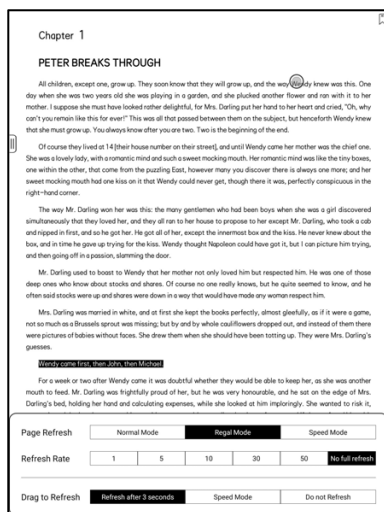 Chapter 1
PETER BREAKS THROUGH
All children, except one, grow up. They soon know that they will grow up, and the way Wendy knew was this. One
day when she was two years old she was playing in a garden, and she plucked another flower and ran with it to her
mother. I suppose she must have looked rather delightful, for Mrs. Darling put her hand to her heart and cried, "Oh, why
can't you remain like this for ever!" This was all that passed between them on the subject, but henceforth Wendy knew
that she must grow up. You always know after you are two. Two is the beginning of the end.
Of course they lived at 14 [their house number on their street], and until Wendy came her mother was the chief one.
She was a lovely lady, with a romantic mind and such a sweet mocking mouth. Her romantic mind was like the tiny boxes,
one within the other, that come from the puzzling East, however many you discover there is always one more; and her
sweet mocking mouth had one kiss on it that Wendy could never get, though there it was, perfectly conspicuous in the
right-hand corner.
The way Mr. Darling won her was this: the many gentlemen who had been boys when she was a girl discovered
simultaneously that they loved her, and they all ran to her house to propose to her except Mr. Darling, who took a cab
and nipped in first, and so he got her. He got all of her, except the innermost box and the kiss. He never knew about the
box, and in time he gave up trying for the kiss. Wendy thought Napoleon could have got it, but I can picture him trying,
and then going off in a passion, slamming the door.
Mr. Darling used to boast to Wendy that her mother not only loved him but respected him. He was one of those
deep ones who know about stocks and shares. Of course no one really knows, but he quite seemed to know, and he
often said stocks were up and shares were down in a way that would have made any woman respect him.
Mrs. Darling was married in white, and at first she kept the books perfectly, almost gleefully, as if it were a game,
not so much as a Brussels sprout was missing; but by and by whole cauliflowers dropped out, and instead of them there
were pictures of babies without faces. She drew them when she should have been totting up. They were Mrs. Darling's
guesses.
Wendy came first, then John, then Michael.
For a week or two after Wendy came it was doubtful whether they would be able to keep her, as she was another
mouth to feed. Mr. Darling was frightfully proud of her, but he was very honourable, and he sat on the edge of Mrs.
Darling's bed, holding her hand and calculating expenses, while she looked at him imploringly. She wanted to risk it,
Page Refresh Normal Mode Regal Mode Speed Mode
Refresh Rate 1 5 10 30 50 No full refresh
Drag to Refresh Refresh after 3 seconds Speed Mode Do not Refresh